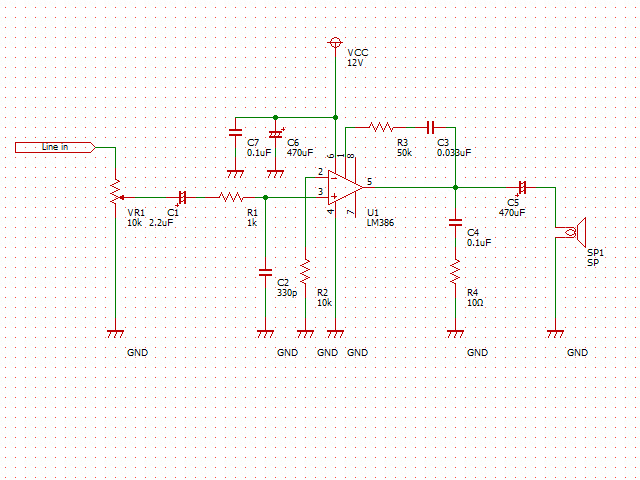 VCC
12V
Line in
C7
0.1uF
C6
470uF
R3
50k
C3
0.033uF
6
1
8
2
3
5
4
7
U1
LM386
VR1
10k
C1
2.2uF
R1
1k
C5
470uF
C4
0.1uF
SP1
SP
C2
330p
R2
10k
R4
10Ω
GND
GND
GND
GND
GND
GND